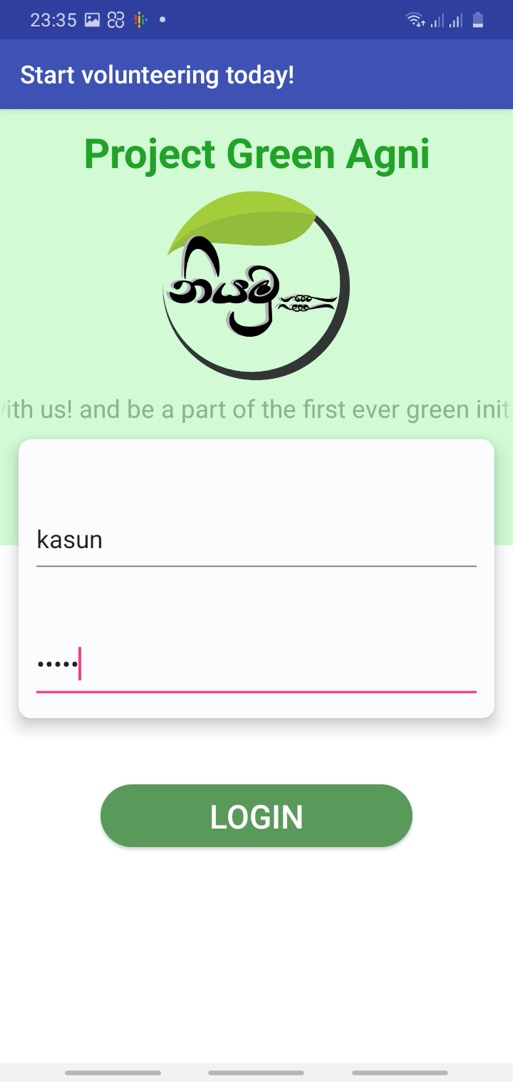 23:35
Start volunteering today!
Project Green Agni
නියමු
with us! and be a part of the first ever green init
kasun
•••••
LOGIN